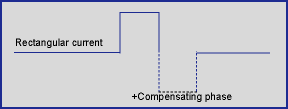 Rectangular current
+Compensating phase